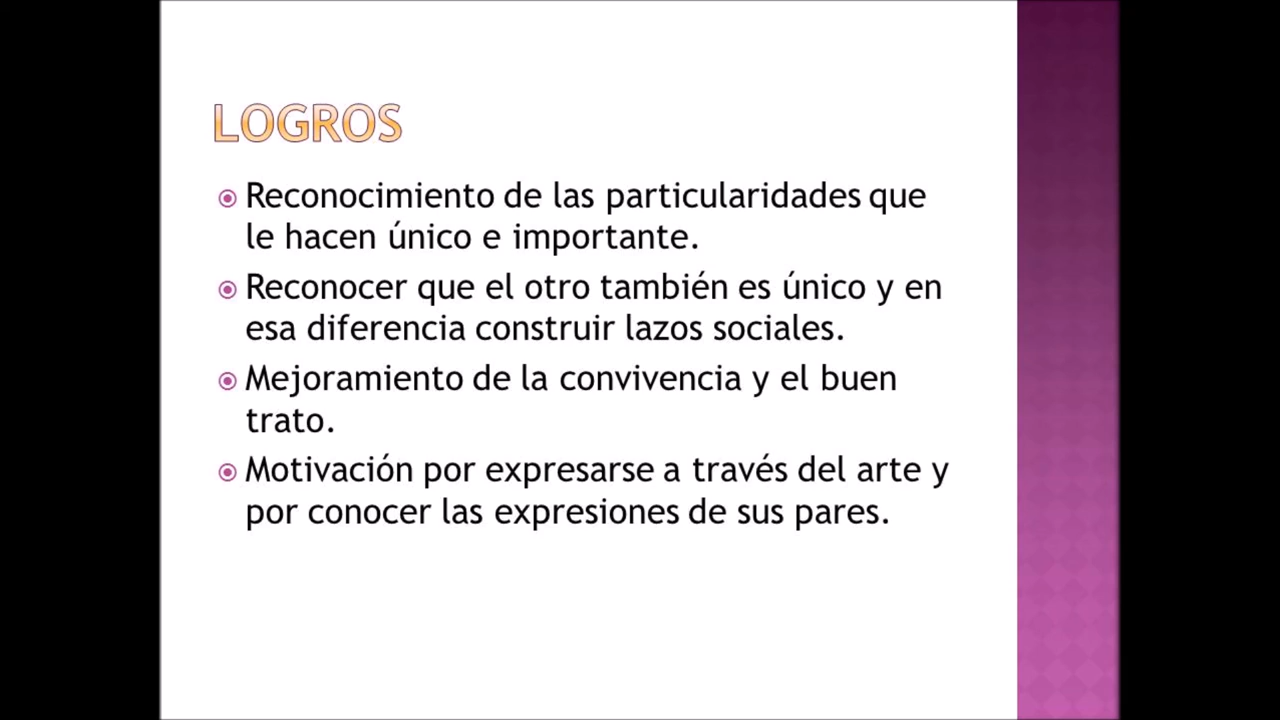 LOGROS
Reconocimiento de las particularidades que
le hacen único e importante.
Reconocer que el otro también es único y en
esa diferencia construir lazos sociales.
Mejoramiento de la convivencia y el buen
trato.
Motivación por expresarse a través del arte y
por conocer las expresiones de sus pares.